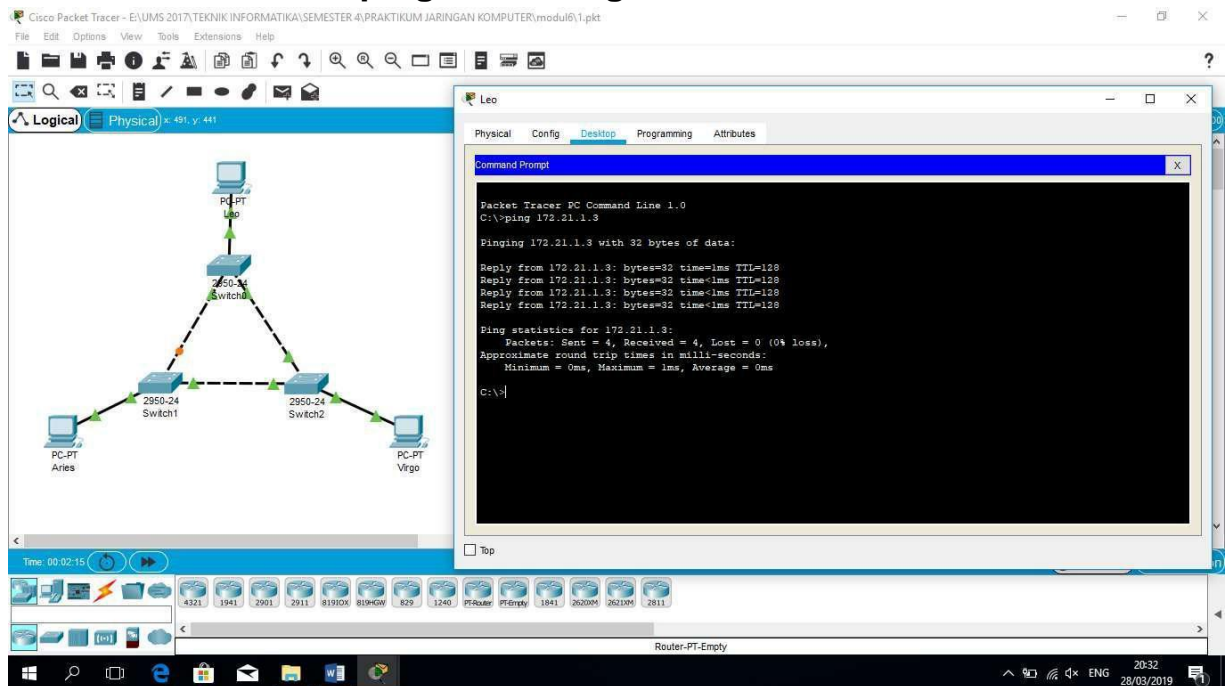 Cisco Packet Tracer - E:\UMS 2017\TEKNIK INFORMATIKA\SEMESTER 4\PRAKTIKUM JARINGAN KOMPUTER\modul6\1.pkt
File Edit Options View Tools Extensions Help
Logical Physical x: 491, y: 441
PC-PT
Leo
2950-24
Switch0
2950-24
Switch1
2950-24
Switch2
PC-PT
Aries
PC-PT
Virgo
Leo
Physical Config Desktop Programming Attributes
Command Prompt X
Packet Tracer PC Command Line 1.0
C:\>ping 172.21.1.3
Pinging 172.21.1.3 with 32 bytes of data:
Reply from 172.21.1.3: bytes=32 time=1ms TTL=128
Reply from 172.21.1.3: bytes=32 time<1ms TTL=128
Reply from 172.21.1.3: bytes=32 time<1ms TTL=128
Reply from 172.21.1.3: bytes=32 time<1ms TTL=128
Ping statistics for 172.21.1.3:
Packets: Sent = 4, Received = 4, Lost = 0 (0% loss),
Approximate round trip times in milli-seconds:
Minimum = 0ms, Maximum = 1ms, Average = 0ms
C:\>
Top
Time: 00:02:15
4321 1941 2901 2911 819IOX 819HGW 829 1240 PT-Router PT-Empty 1841 2620XM 2621XM 2811
Router-PT-Empty
ENG 20:32
28/03/2019